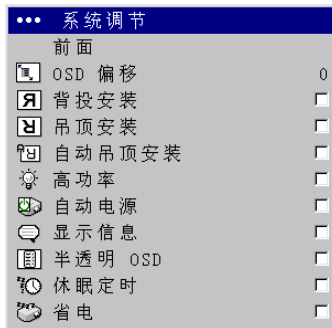 ••• 系统调节
前面
OSD 偏移 0
背投安装
吊顶安装
自动吊顶安装
高功率
自动电源
显示信息
半透明 OSD
休眠定时
省电